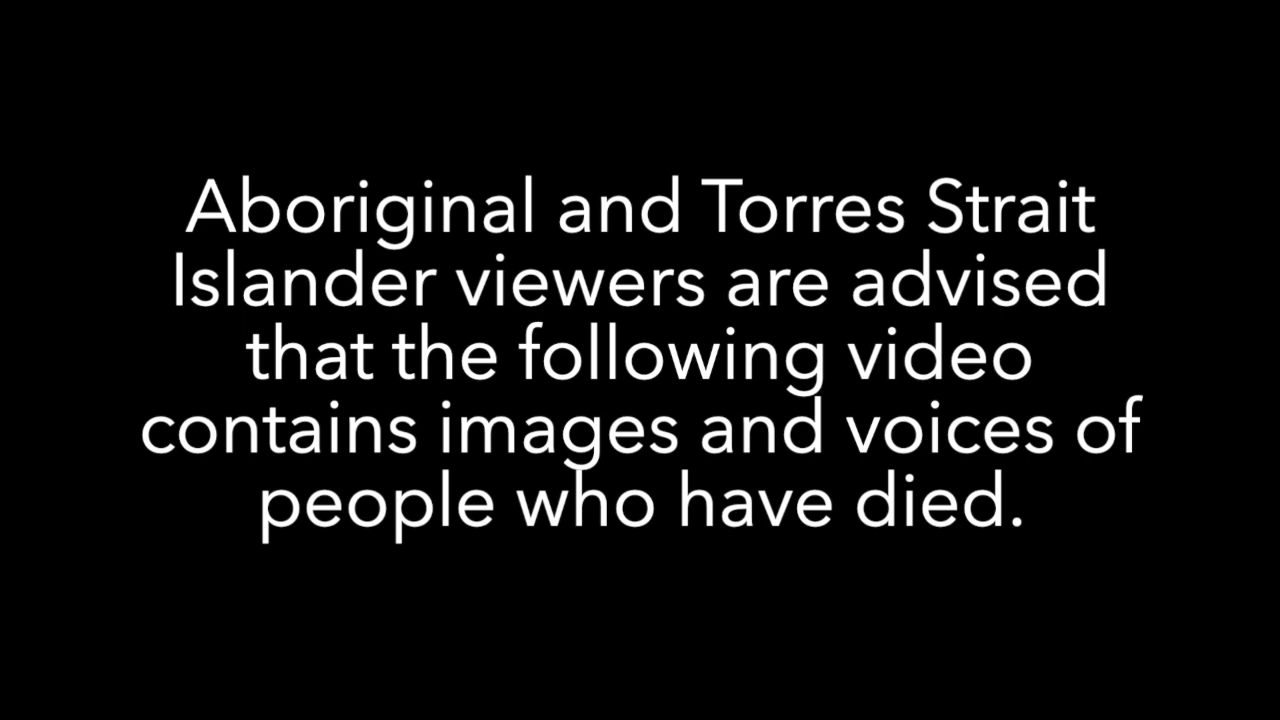 Aboriginal and Torres Strait
Islander viewers are advised
that the following video
contains images and voices of
people who have died.